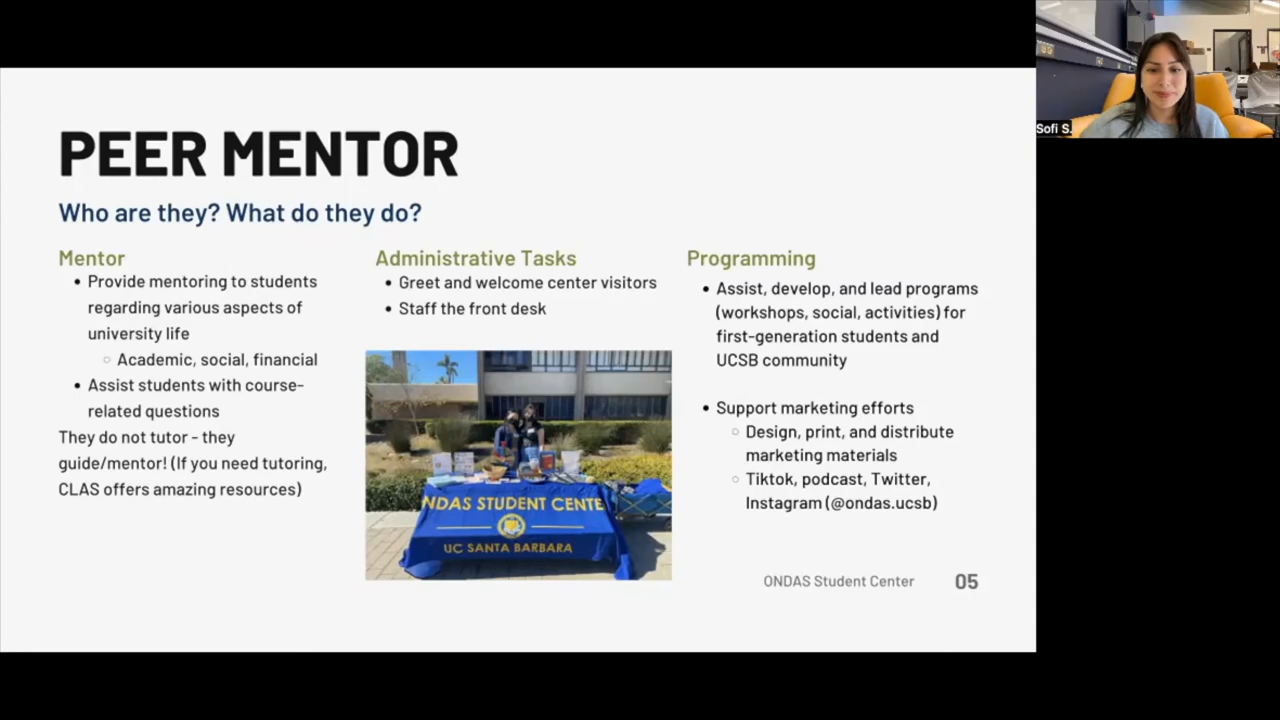 PEER MENTOR
Who are they? What do they do?
Mentor
• Provide mentoring to students
regarding various aspects of
university life
○ Academic, social, financial
• Assist students with course-
related questions
They do not tutor - they
guide/mentor! (If you need tutoring,
CLAS offers amazing resources)
Administrative Tasks
• Greet and welcome center visitors
• Staff the front desk
NDAS STUDENT CENTE
UC SANTA BARBARA
Programming
• Assist, develop, and lead programs
(workshops, social, activities) for
first-generation students and
UCSB community
• Support marketing efforts
○ Design, print, and distribute
marketing materials
○ Tiktok, podcast, Twitter,
Instagram (@ondas.ucsb)
ONDAS Student Center 05
Sofi S.